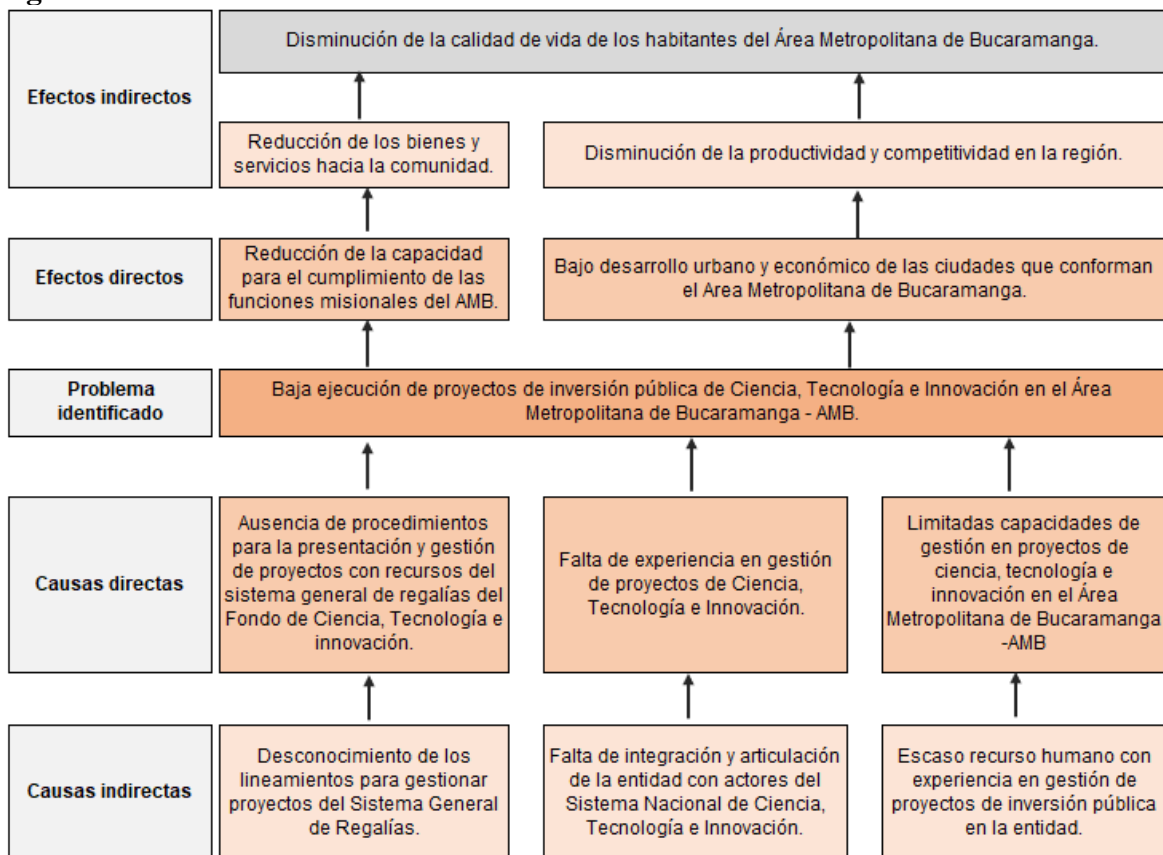 Disminución de la calidad de vida de los habitantes del Área Metropolitana de Bucaramanga.
Efectos indirectos
Reducción de los bienes y
servicios hacia la comunidad.
Disminución de la productividad y competitividad en la región.
Efectos directos
Reducción de la capacidad
para el cumplimiento de las
funciones misionales del AMB.
Bajo desarrollo urbano y económico de las ciudades que conforman
el Area Metropolitana de Bucaramanga.
Problema
identificado
Baja ejecución de proyectos de inversión pública de Ciencia, Tecnología e Innovación en el Área
Metropolitana de Bucaramanga - AMB.
Causas directas
Ausencia de procedimientos
para la presentación y gestión
de proyectos con recursos del
sistema general de regalías del
Fondo de Ciencia, Tecnología e
innovación.
Falta de experiencia en gestión
de proyectos de Ciencia,
Tecnología e Innovación.
Limitadas capacidades de
gestión en proyectos de
ciencia, tecnología e
innovación en el Área
Metropolitana de Bucaramanga
-AMB
Causas indirectas
Desconocimiento de los
lineamientos para gestionar
proyectos del Sistema General
de Regalías.
Falta de integración y articulación
de la entidad con actores del
Sistema Nacional de Ciencia,
Tecnología e Innovación.
Escaso recurso humano con
experiencia en gestión de
proyectos de inversión pública
en la entidad.